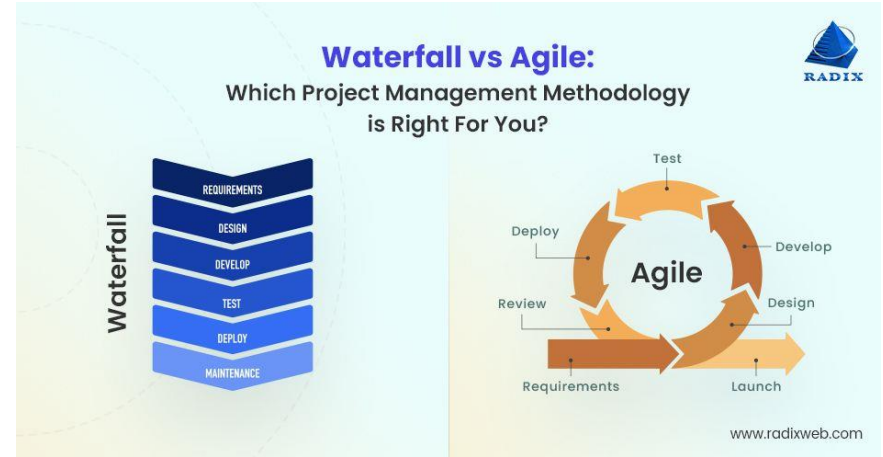 Waterfall vs Agile:
Which Project Management Methodology
is Right For You?
RADIX
Waterfall
REQUIREMENTS
DESIGN
DEVELOP
TEST
DEPLOY
MAINTENANCE
Test
Deploy
Develop
Agile
Review
Design
Requirements
Launch
www.radixweb.com